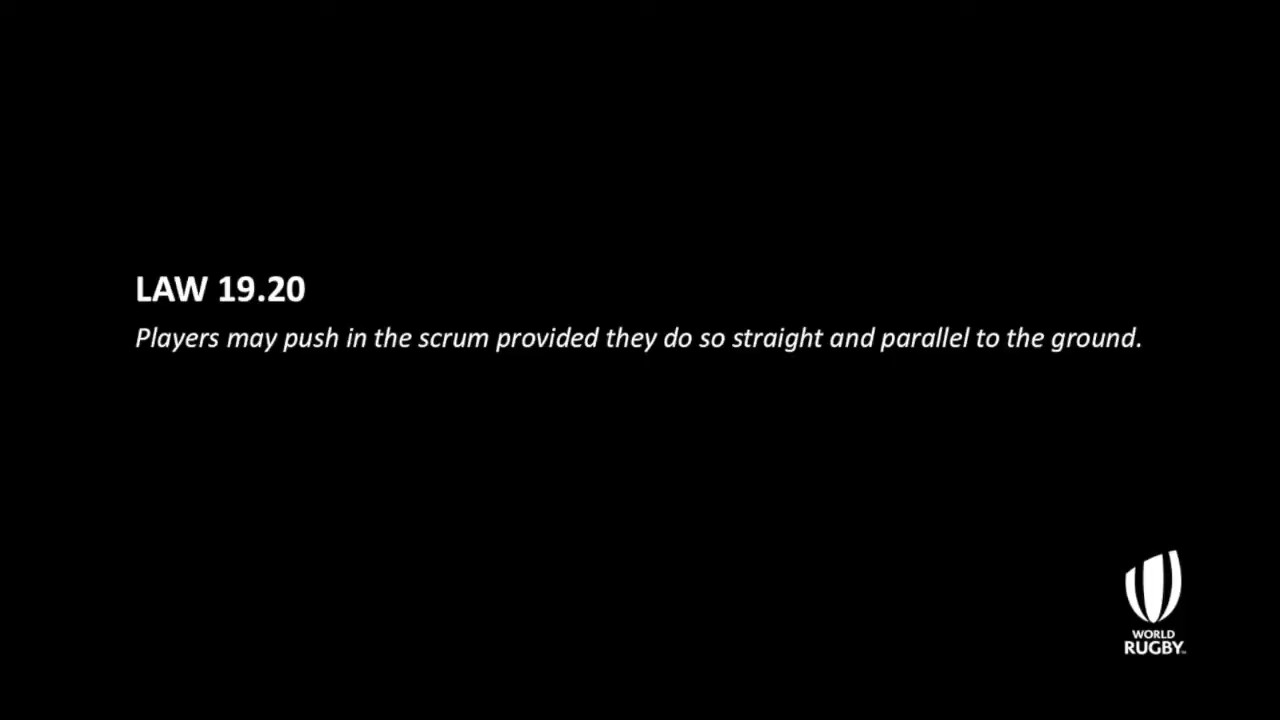 LAW 19.20
Players may push in the scrum provided they do so straight and parallel to the ground.
WORLD
RUGBY™